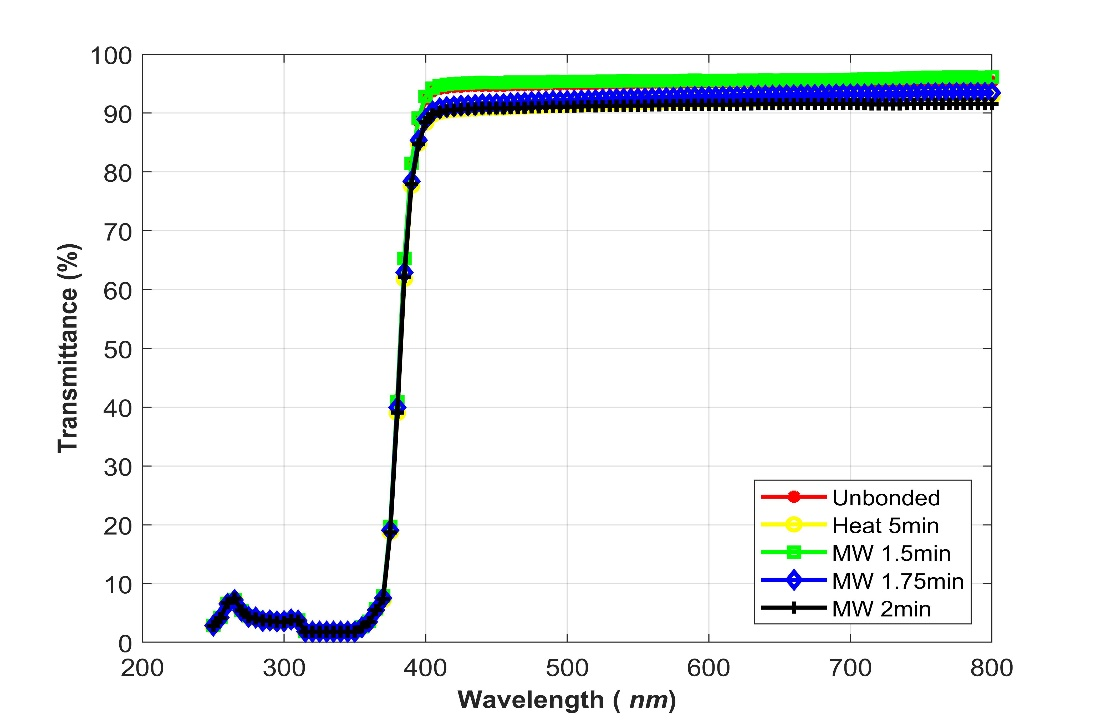 100
90
80
70
60
50
40
30
20
10
0
Transmittance (%)
200 300 400 500 600 700 800
Wavelength ( nm)
Unbonded
Heat 5min
MW 1.5min
MW 1.75min
MW 2min